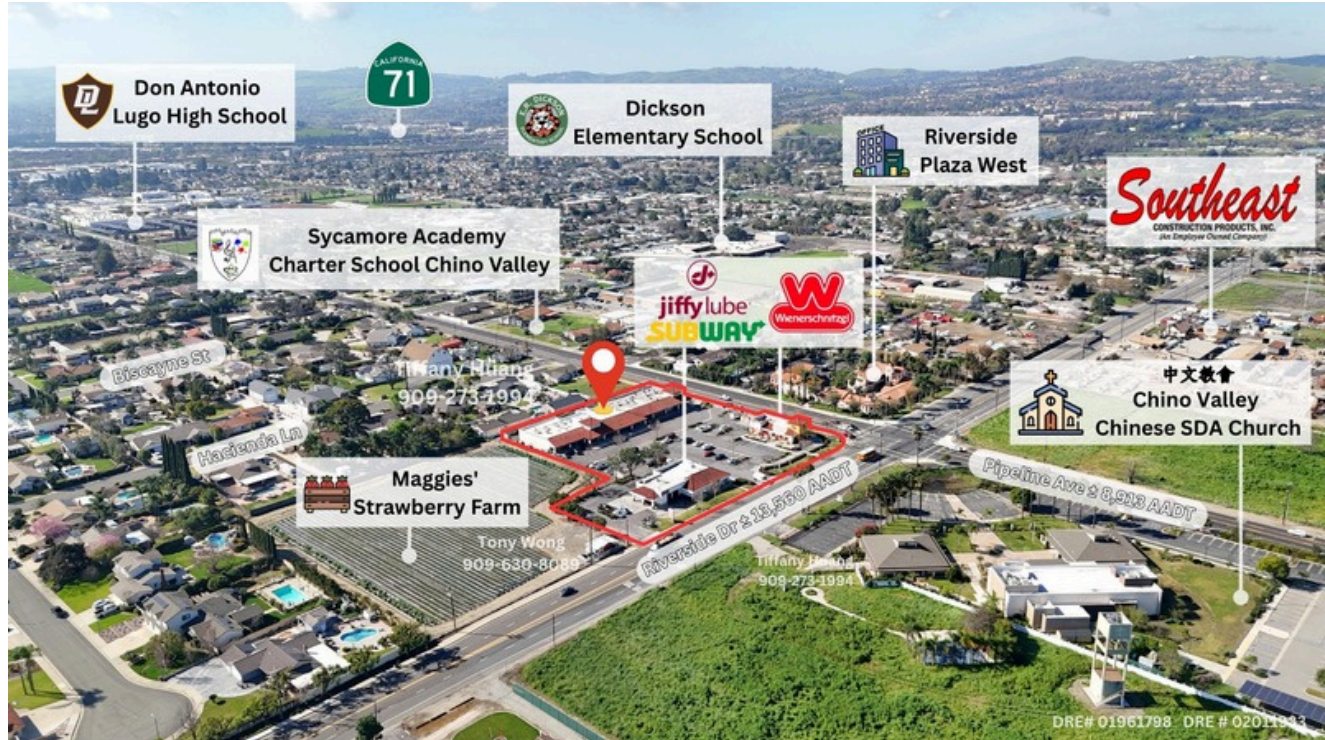 Don Antonio
Lugo High School
CALIFORNIA
71
Dickson
Elementary School
OFFICE
Riverside
Plaza West
Southeast
CONSTRUCTION PRODUCTS, INC.
(An Employee Owned Company)
Sycamore Academy
Charter School Chino Valley
jiffy lube
SUBWAY
W
Wienerschnitzel
Biscayne St
Tiffany Huang
909-273-1994
中文教會
Chino Valley
Chinese SDA Church
Hacienda Ln
Maggies'
Strawberry Farm
Pipeline Ave ± 8,913 AADT
Riverside Dr ± 13,560 AADT
Tony Wong
909-630-8089
Tiffany Huang
909-273-1994
DRE# 01961798 DRE # 02011933